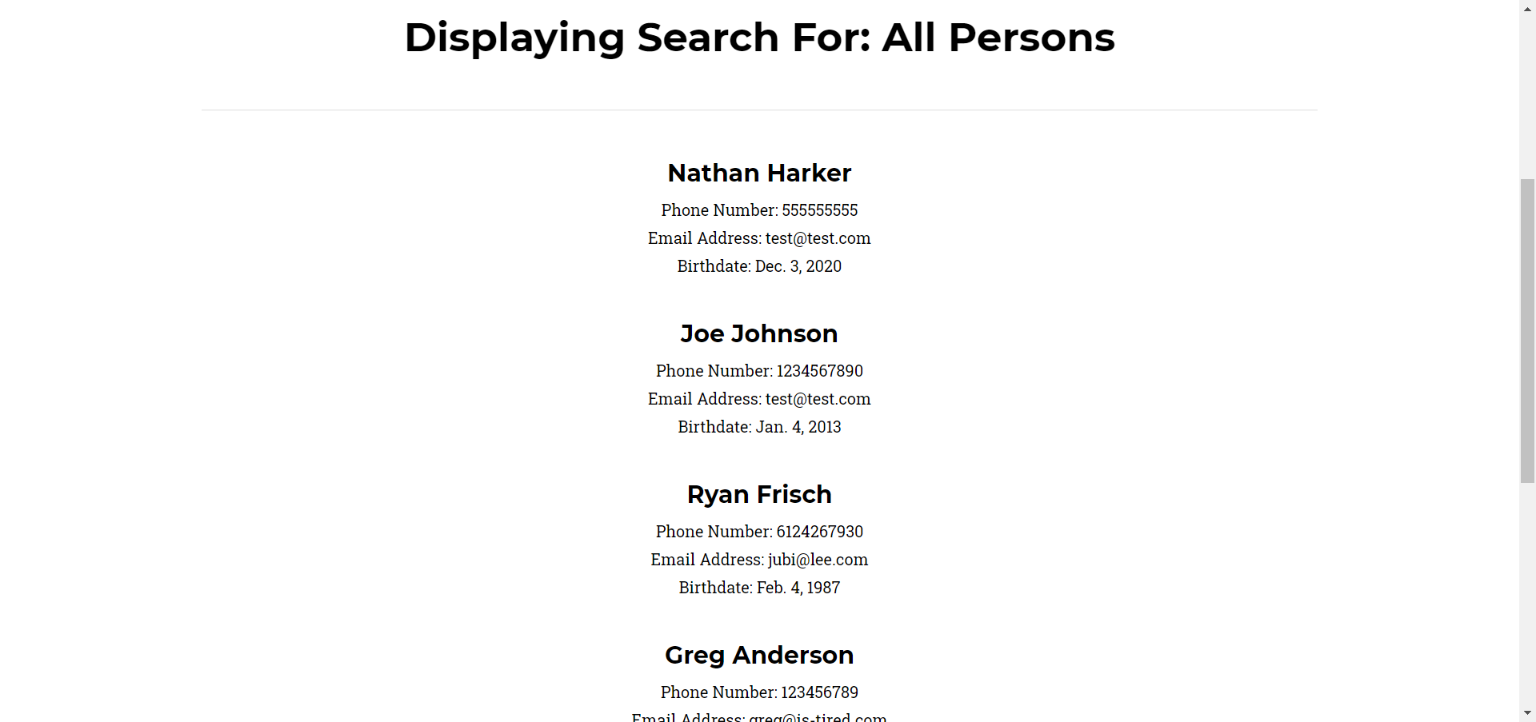 Displaying Search For: All Persons
Nathan Harker
Phone Number: 555555555
Email Address: test@test.com
Birthdate: Dec. 3, 2020
Joe Johnson
Phone Number: 1234567890
Email Address: test@test.com
Birthdate: Jan. 4, 2013
Ryan Frisch
Phone Number: 6124267930
Email Address: jubi@lee.com
Birthdate: Feb. 4, 1987
Greg Anderson
Phone Number: 123456789
Email Address: greg@is-tired.com